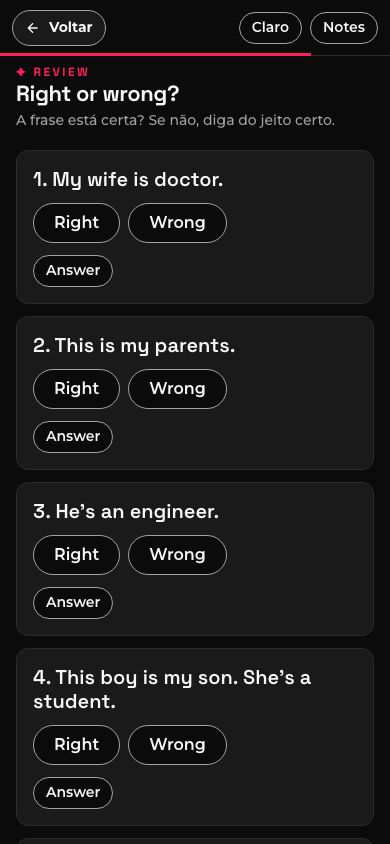 ← Voltar
Claro
Notes
✦ REVIEW
Right or wrong?
A frase está certa? Se não, diga do jeito certo.
1. My wife is doctor.
Right
Wrong
Answer
2. This is my parents.
Right
Wrong
Answer
3. He's an engineer.
Right
Wrong
Answer
4. This boy is my son. She's a
student.
Right
Wrong
Answer